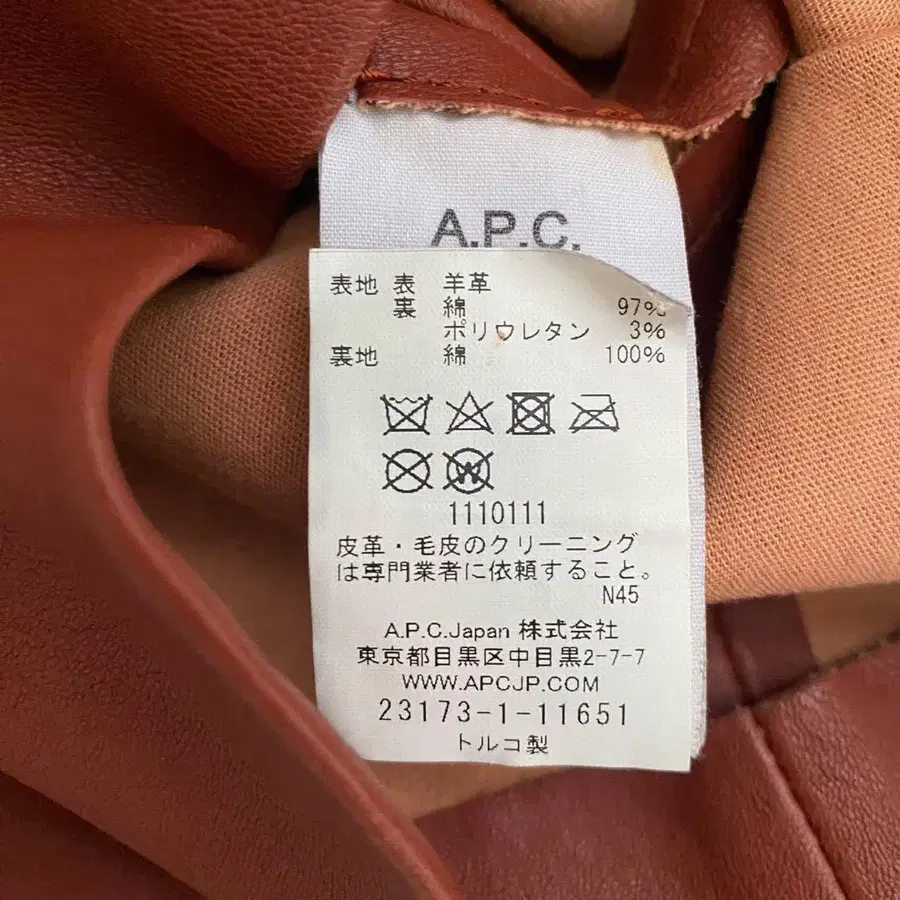 A.P.C.
表地 表 羊革
裏 綿 97%
ポリウレタン 3%
裏地 綿 100%
W
1110111
皮革・毛皮のクリーニング
は専門業者に依頼すること。
N45
A.P.C.Japan 株式会社
東京都目黒区中目黒2-7-7
WWW.APCJP.COM
23173-1-11651
トルコ製